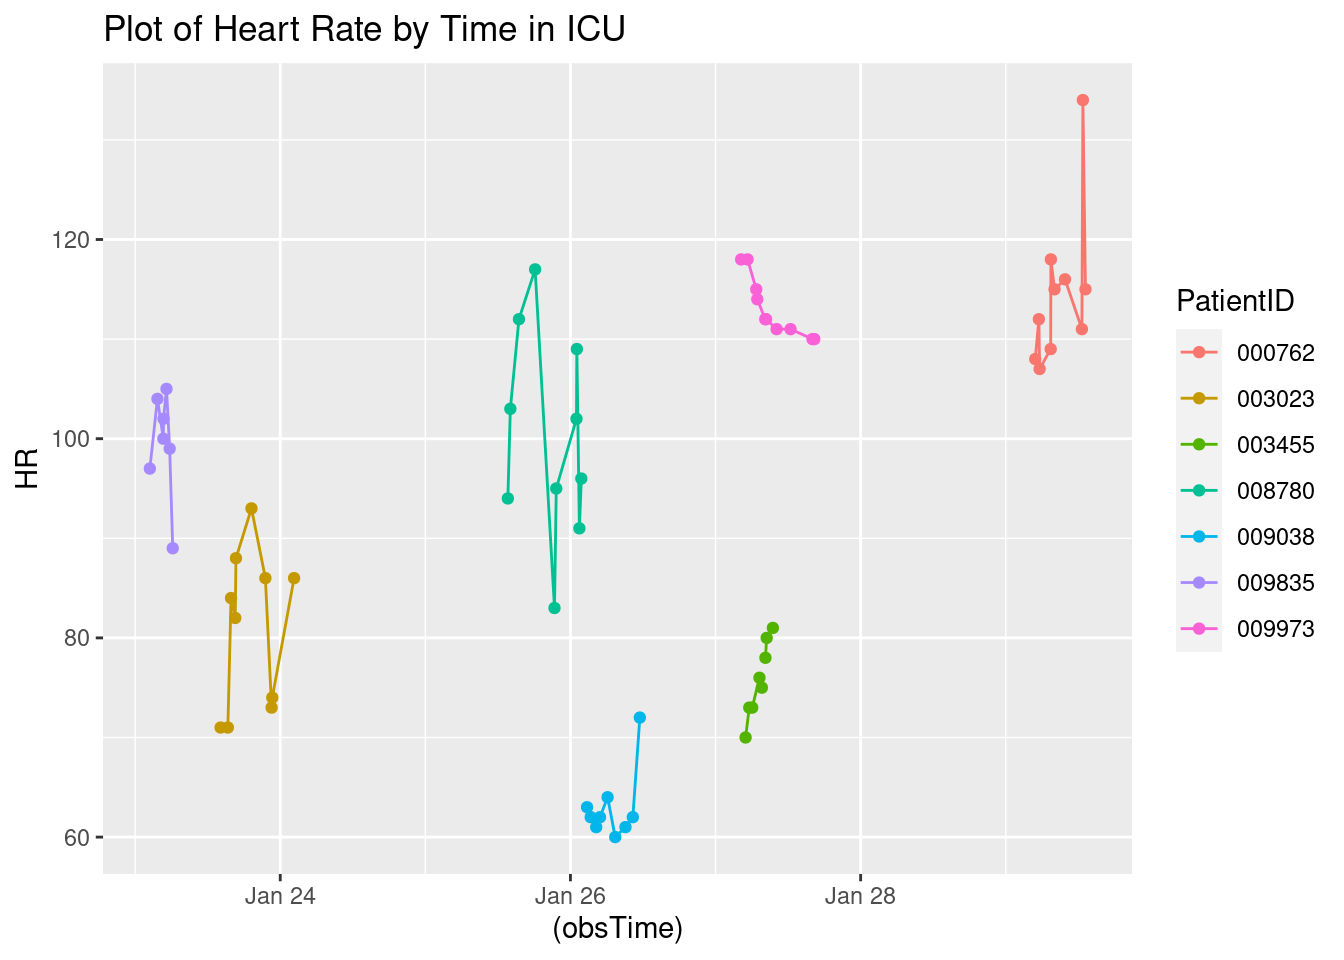 Plot of Heart Rate by Time in ICU
120
100
80
60
HR
Jan 24
Jan 26
Jan 28
(obsTime)
PatientID
000762
003023
003455
008780
009038
009835
009973